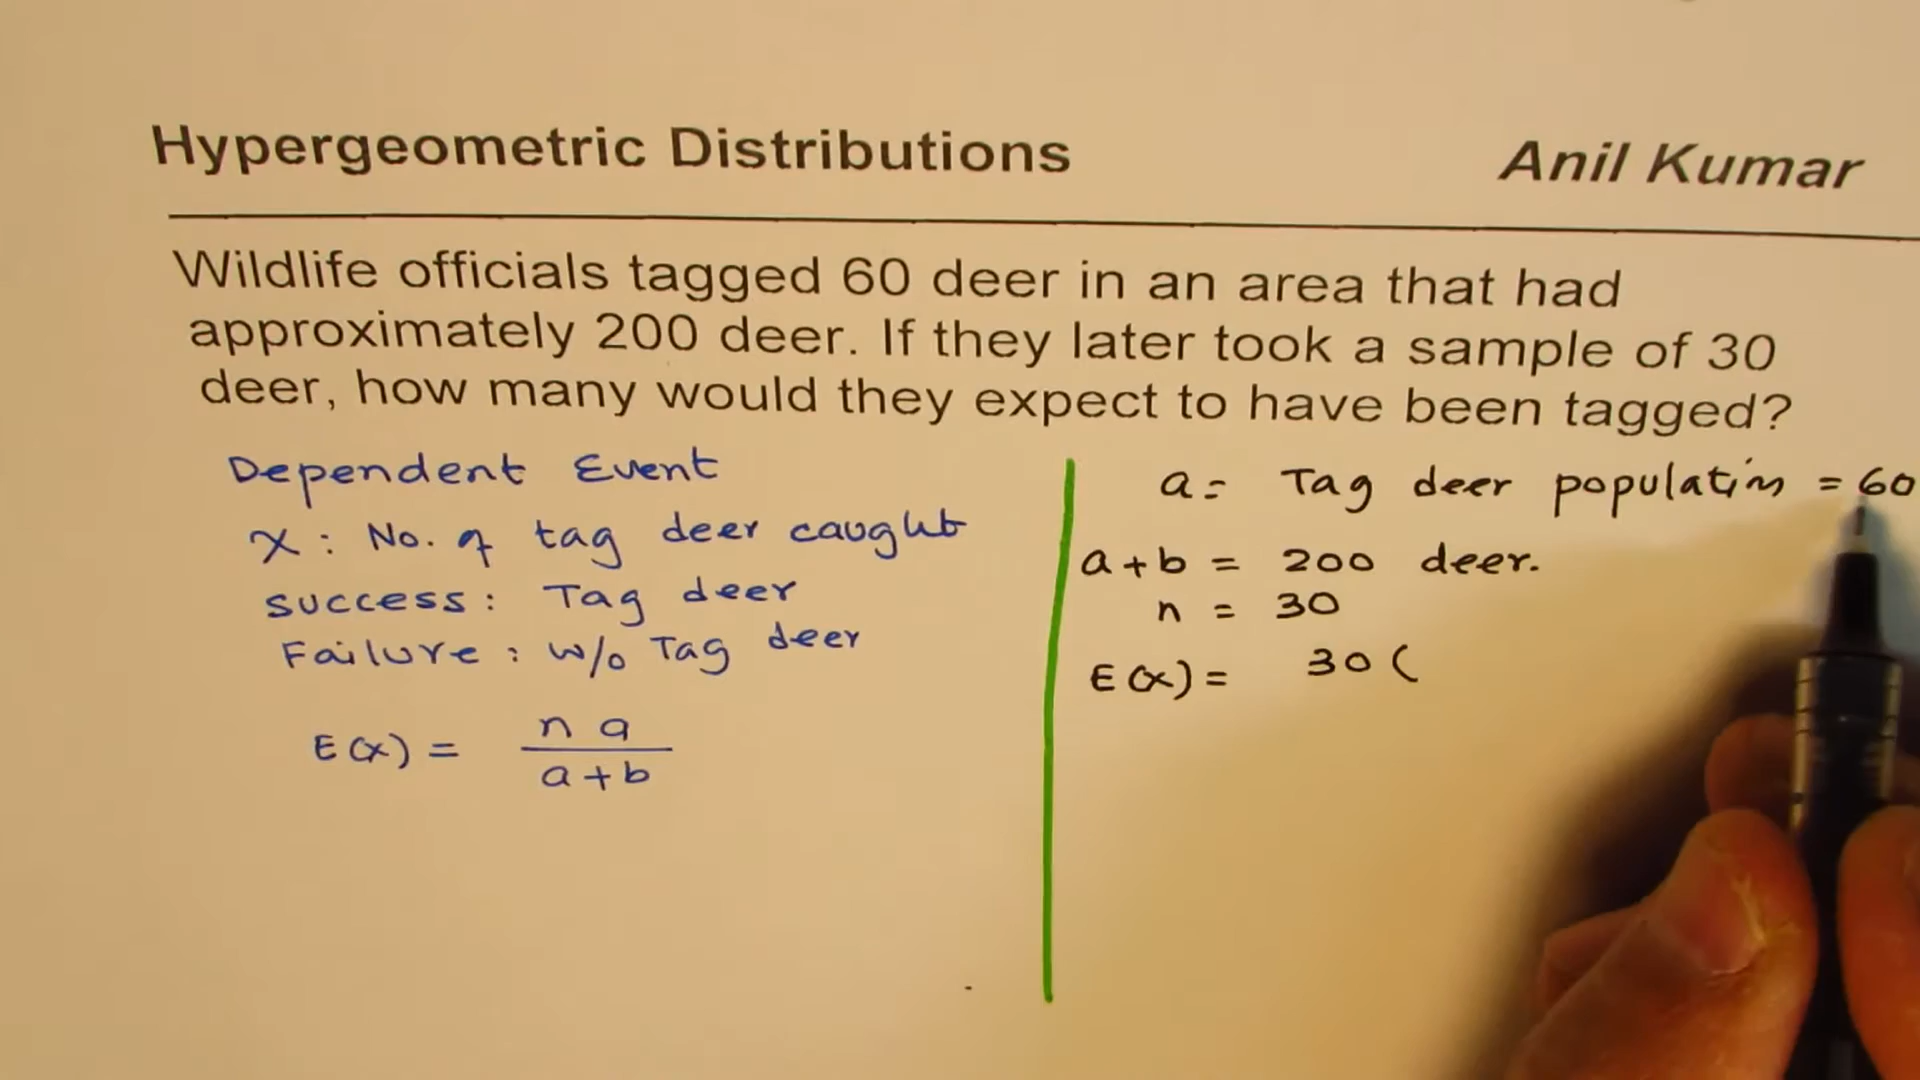 Hypergeometric Distributions
Anil Kumar
Wildlife officials tagged 60 deer in an area that had
approximately 200 deer. If they later took a sample of 30
deer, how many would they expect to have been tagged?
Dependent Event
X : No. of tag deer caught
success : Tag deer
Failure : w/o Tag deer
E(x) = n a / a+b
a = Tag deer population = 60
a+b = 200 deer.
n = 30
E(x) = 30 (